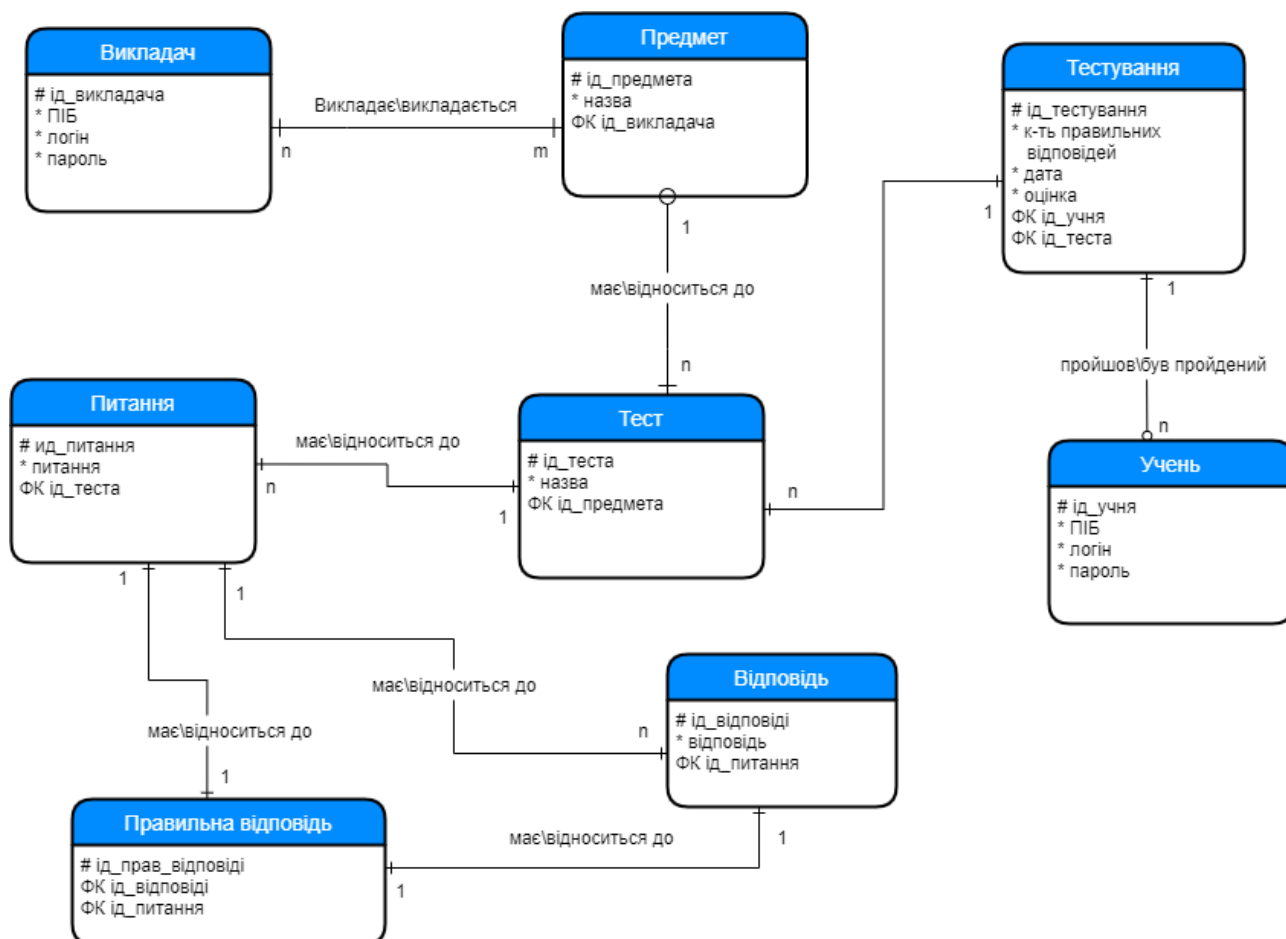 Викладач
# ід_викладача
* ПІБ
* логін
* пароль
Викладає\викладається
n
m
Предмет
# ід_предмета
* назва
ФК ід_викладача
1
має\відноситься до
n
Тестування
# ід_тестування
* к-ть правильних
відповідей
* дата
* оцінка
ФК ід_учня
ФК ід_теста
1
1
пройшов\був пройдений
n
Учень
# ід_учня
* ПІБ
* логін
* пароль
Питання
# ид_питання
* питання
ФК ід_теста
має\відноситься до
n
1
Тест
# ід_теста
* назва
ФК ід_предмета
n
1
1
має\відноситься до
n
має\відноситься до
1
Відповідь
# ід_відповіді
* відповідь
ФК ід_питання
1
має\відноситься до
1
Правильна відповідь
# ід_прав_відповіді
ФК ід_відповіді
ФК ід_питання